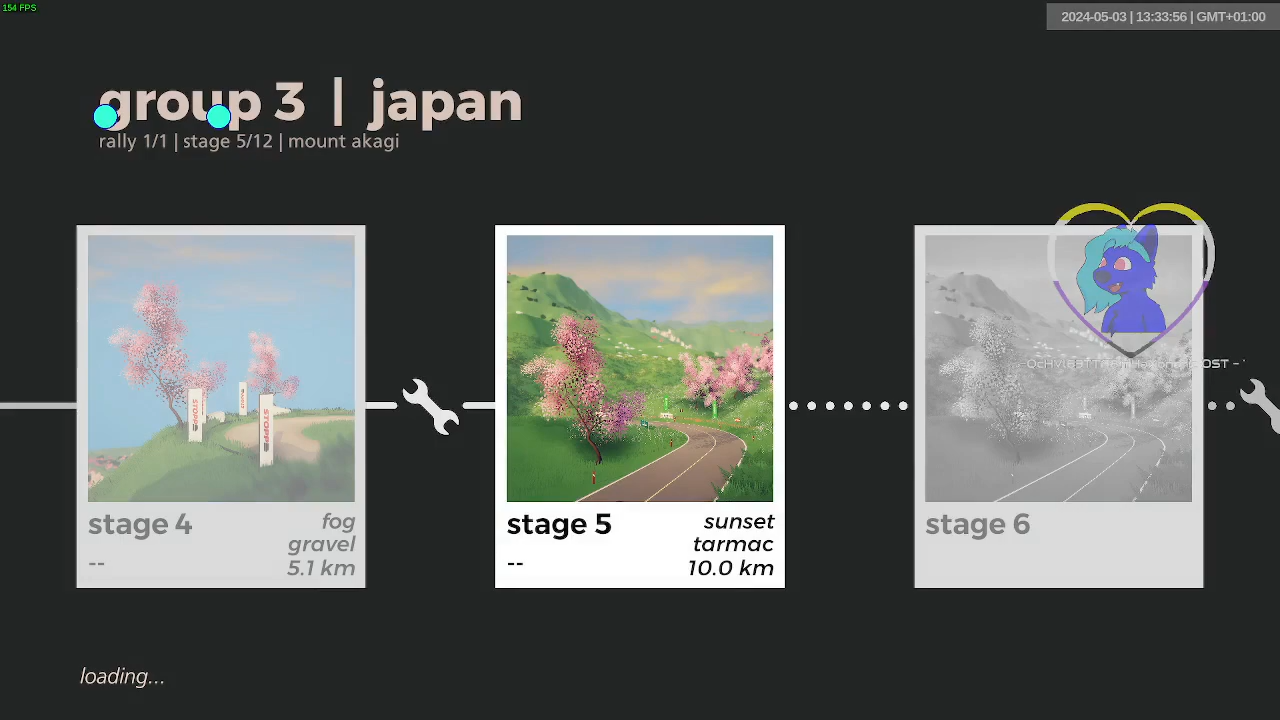 154 FPS
2024-05-03 | 13:33:56 | GMT+01:00
group 3 | japan
rally 1/1 | stage 5/12 | mount akagi
stage 4
--
fog
gravel
5.1 km
stage 5
--
sunset
tarmac
10.0 km
stage 6
loading...